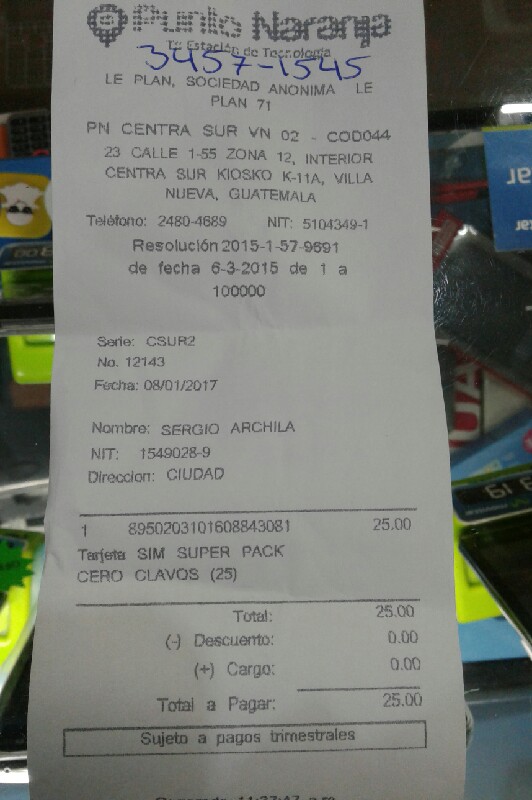 Punto Naranja
Tu Estación de Tecnología
3457-1545
LE PLAN, SOCIEDAD ANONIMA LE
PLAN 71
PN CENTRA SUR VN 02 - COD044
23 CALLE 1-55 ZONA 12, INTERIOR
CENTRA SUR KIOSKO K-11A, VILLA
NUEVA, GUATEMALA
Teléfono: 2480-4689 NIT: 5104349-1
Resolución 2015-1-57-9691
de fecha 6-3-2015 de 1 a
100000
Serie: CSUR2
No. 12143
Fecha: 08/01/2017
Nombre: SERGIO ARCHILA
NIT: 1549028-9
Direccion: CIUDAD
1 8950203101608843081 25.00
Tarjeta SIM SUPER PACK
CERO CLAVOS (25)
Total: 25.00
(-) Descuento: 0.00
(+) Cargo: 0.00
Total a Pagar: 25.00
Sujeto a pagos trimestrales